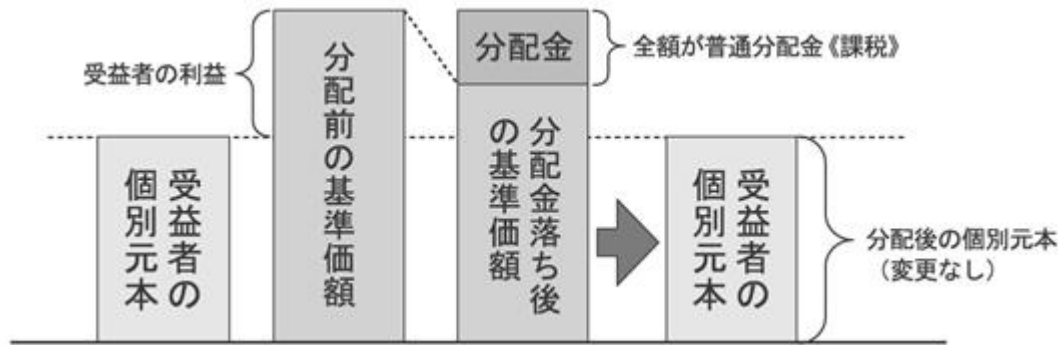 受益者の利益
受益者の
個別元本
分配前の基準価額
分配金
全額が普通分配金《課税》
分配金落ち後
の基準価額
受益者の
個別元本
分配後の個別元本
（変更なし）